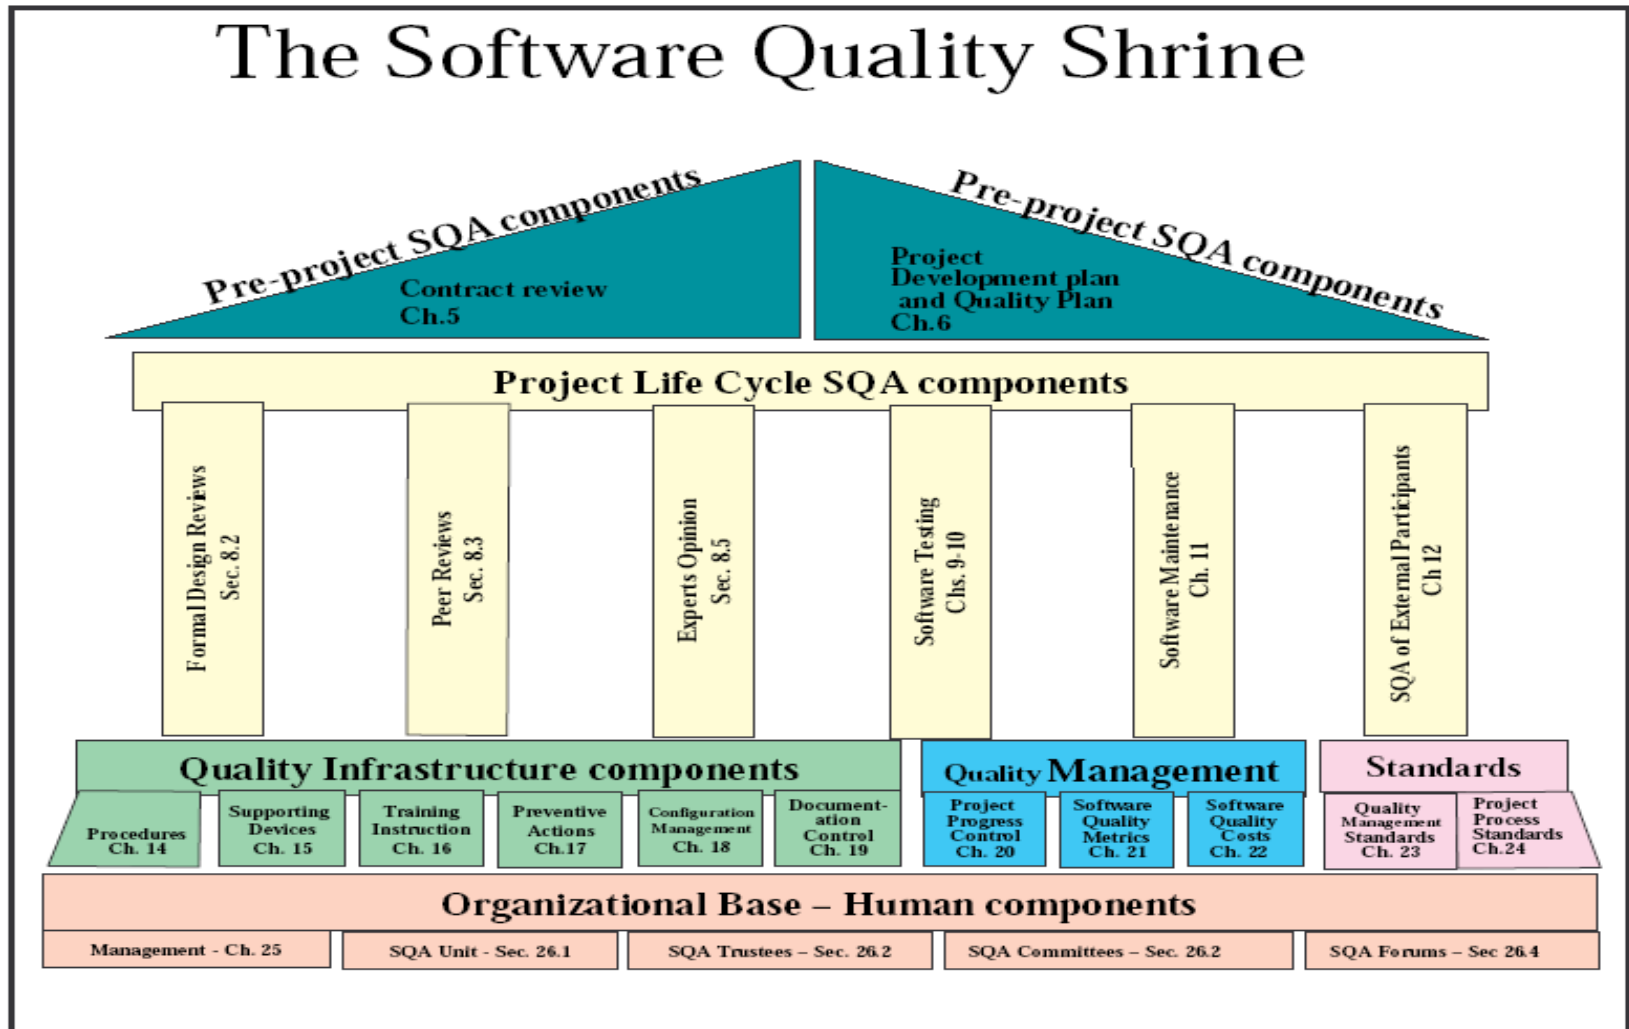 The Software Quality Shrine
Pre-project SQA components
Pre-project SQA components
Contract review
Ch.5
Project
Development plan
and Quality Plan
Ch.6
Project Life Cycle SQA components
Formal Design Reviews
Sec. 8.2
Peer Reviews
Sec. 8.3
Experts Opinion
Sec. 8.5
Software Testing
Chs. 9-10
Software Maintenance
Ch. 11
SQA of External Participants
Ch 12
Quality Infrastructure components
Procedures
Ch. 14
Supporting
Devices
Ch. 15
Training
Instruction
Ch. 16
Preventive
Actions
Ch.17
Configuration
Management
Ch. 18
Document-
ation
Control
Ch. 19
Quality Management
Project
Progress
Control
Ch. 20
Software
Quality
Metrics
Ch. 21
Software
Quality
Costs
Ch. 22
Standards
Quality
Management
Standards
Ch. 23
Project
Process
Standards
Ch.24
Organizational Base – Human components
Management - Ch. 25
SQA Unit - Sec. 26.1
SQA Trustees – Sec. 26.2
SQA Committees – Sec. 26.2
SQA Forums – Sec 26.4